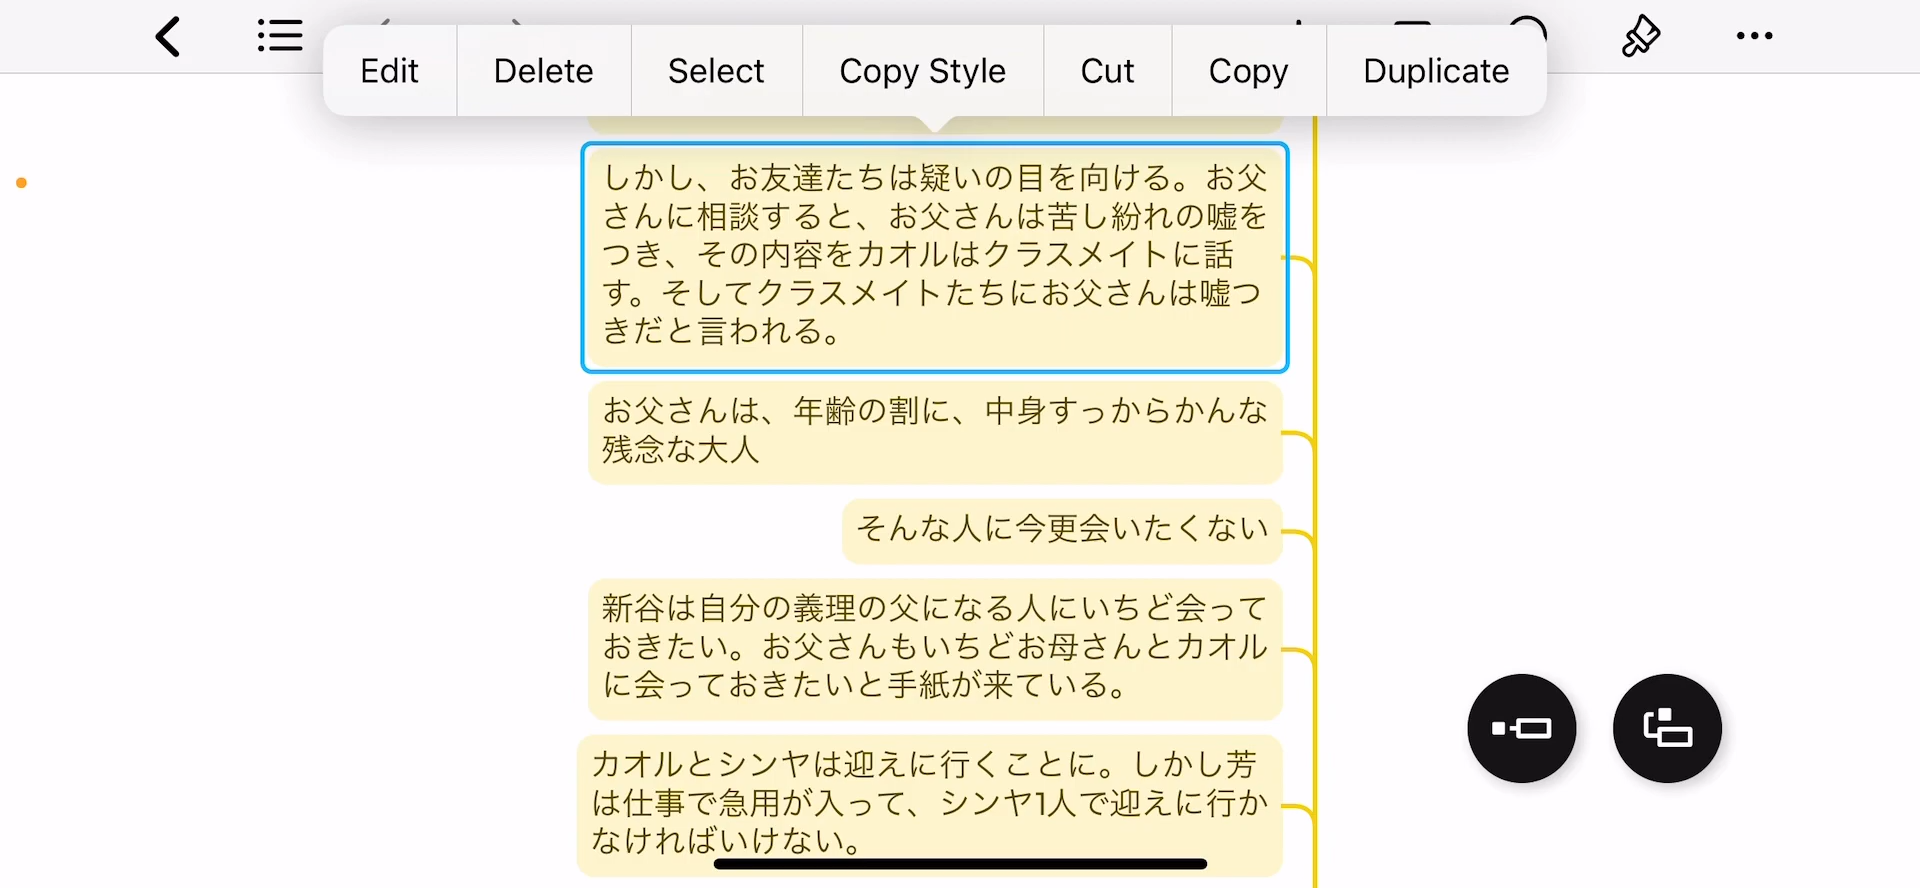 Edit
Delete
Select
Copy Style
Cut
Copy
Duplicate
しかし、お友達たちは疑いの目を向ける。お父
さんに相談すると、お父さんは苦し紛れの嘘を
つき、その内容をカオルはクラスメイトに話
す。そしてクラスメイトたちにお父さんは嘘つ
きだと言われる。
お父さんは、年齢の割に、中身すっからかんな
残念な大人
そんな人に今更会いたくない
新谷は自分の義理の父になる人にいちど会って
おきたい。お父さんもいちどお母さんとカオル
に会っておきたいと手紙が来ている。
カオルとシンヤは迎えに行くことに。しかし芳
は仕事で急用が入って、シンヤ1人で迎えに行か
なければいけない。